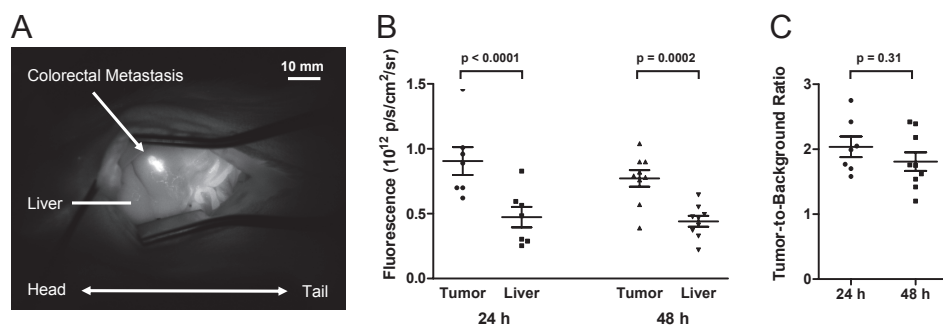 A
Colorectal Metastasis
10 mm
Liver
Head
Tail
B
p < 0.0001
p = 0.0002
Fluorescence (10¹² p/s/cm²/sr)
1.5
1.0
0.5
0.0
Tumor Liver Tumor Liver
24 h 48 h
C
p = 0.31
Tumor-to-Background Ratio
3
2
1
0
24 h 48 h